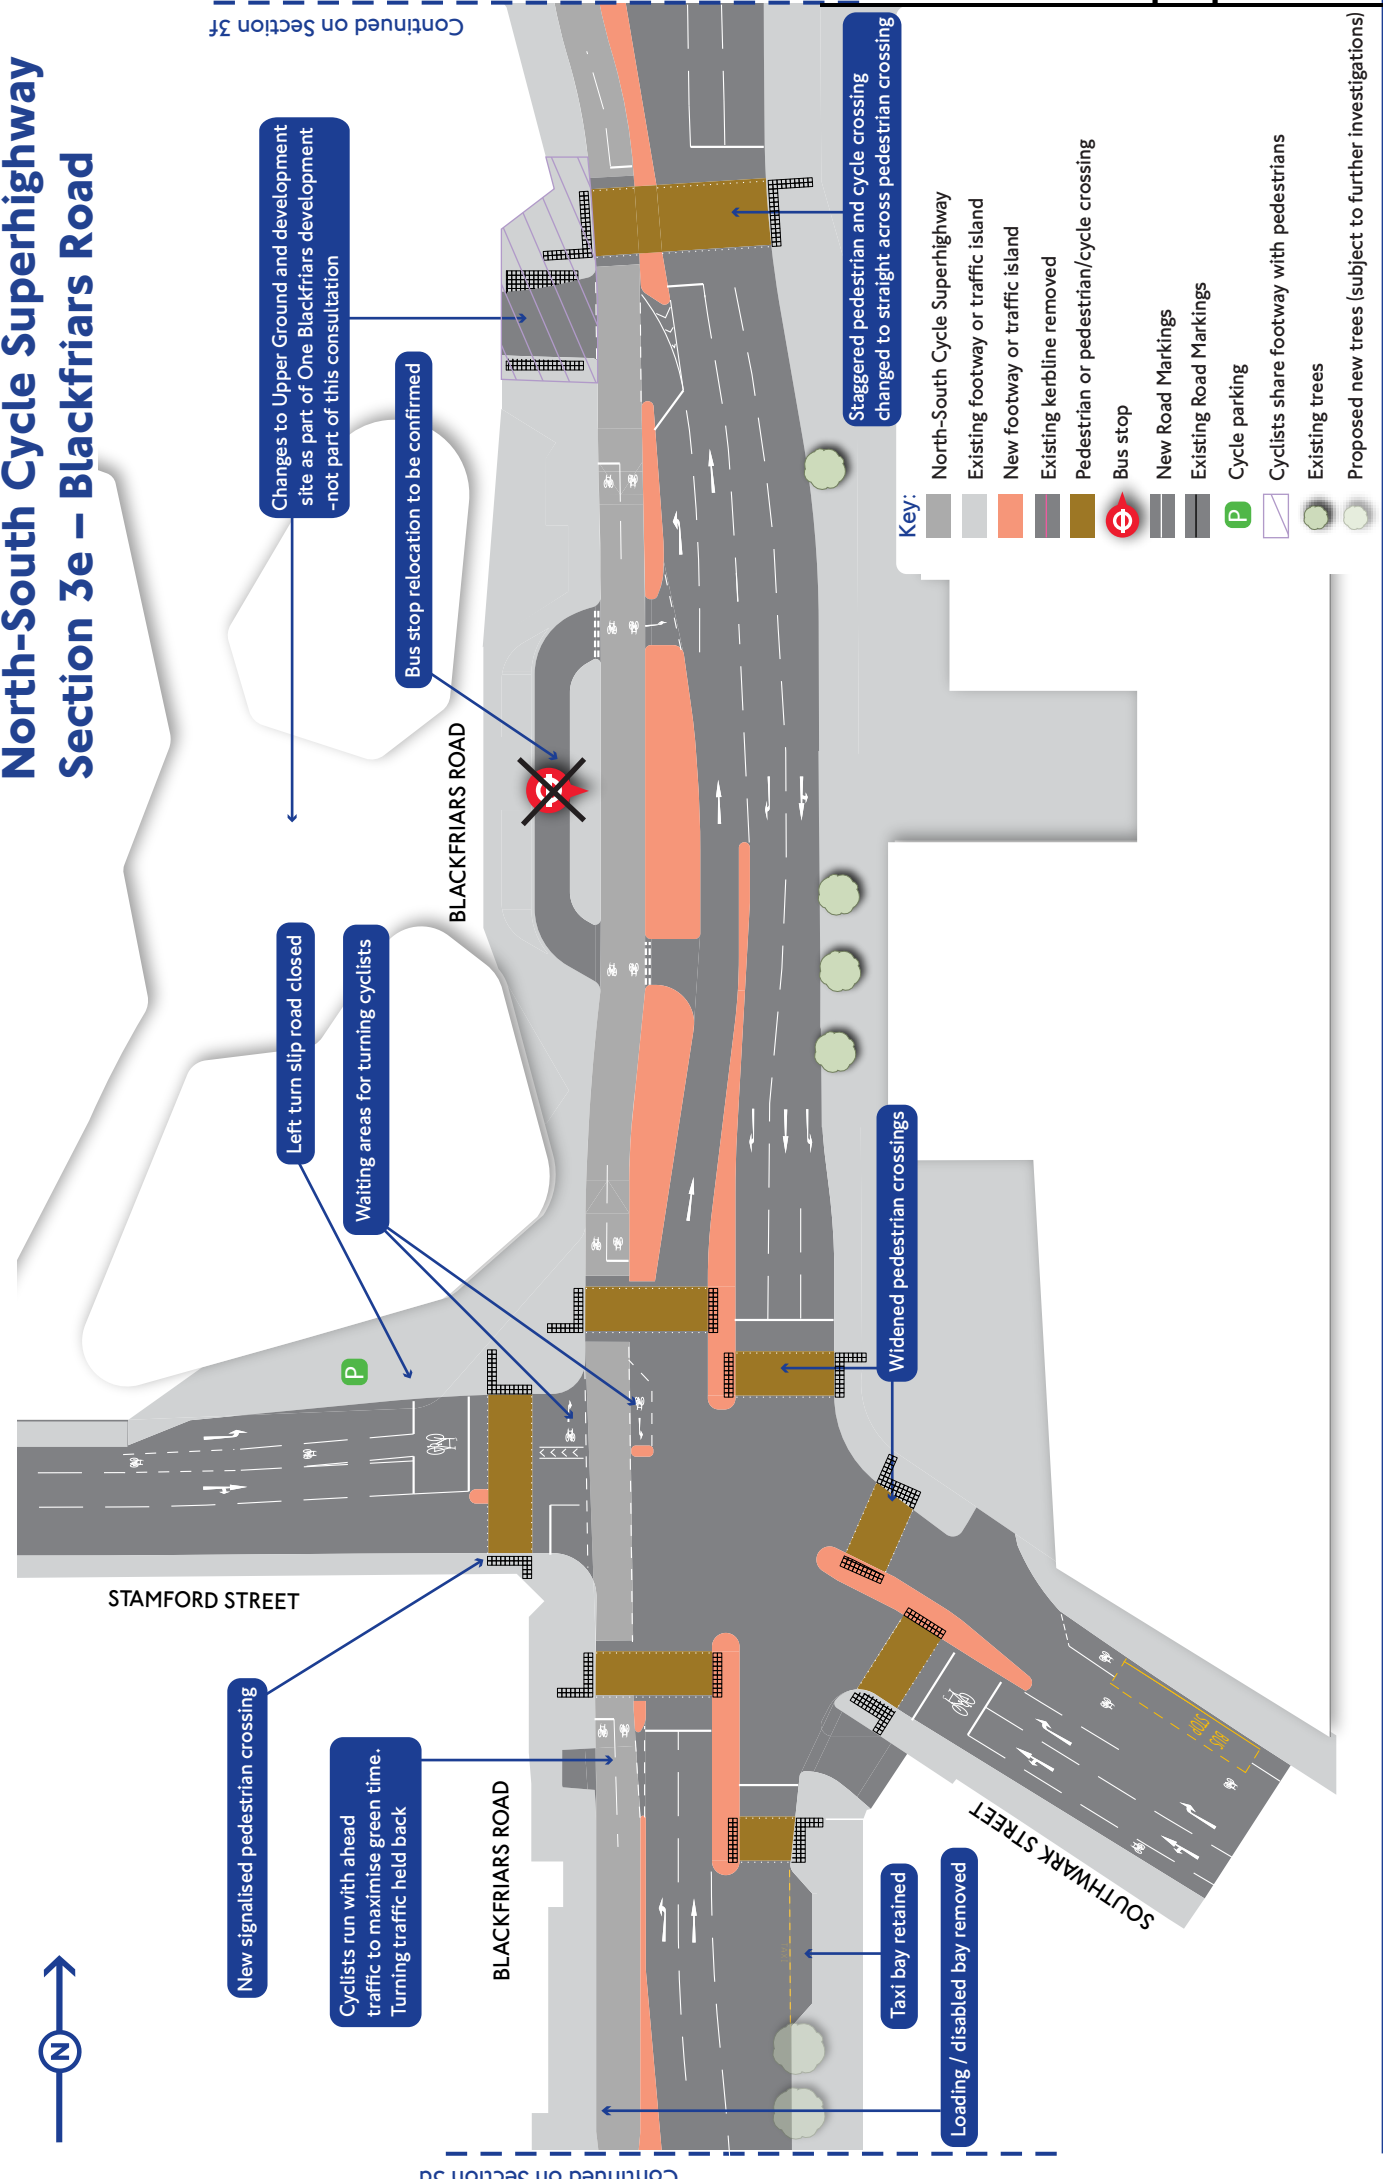 North-South Cycle Superhighway
Section 3e – Blackfriars Road
Continued on Section 3f
Changes to Upper Ground and development
site as part of One Blackfriars development
-not part of this consultation
Bus stop relocation to be confirmed
BLACKFRIARS ROAD
Left turn slip road closed
Waiting areas for turning cyclists
P
STAMFORD STREET
New signalised pedestrian crossing
Cyclists run with ahead
traffic to maximise green time.
Turning traffic held back
BLACKFRIARS ROAD
N
Staggered pedestrian and cycle crossing
changed to straight across pedestrian crossing
Widened pedestrian crossings
SOUTHWARK STREET
BUS
STOP
Taxi bay retained
Loading / disabled bay removed
Continued on Section 3d
Key:
North-South Cycle Superhighway
Existing footway or traffic island
New footway or traffic island
Existing kerbline removed
Pedestrian or pedestrian/cycle crossing
Bus stop
New Road Markings
Existing Road Markings
P Cycle parking
Cyclists share footway with pedestrians
Existing trees
Proposed new trees (subject to further investigations)